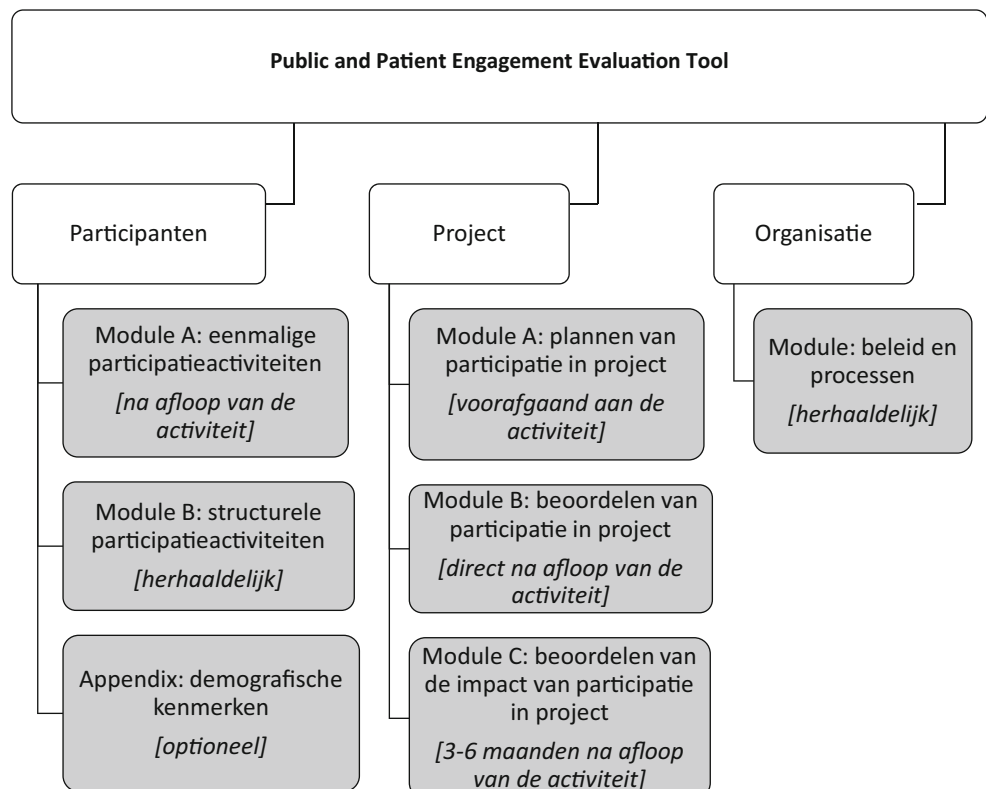 Public and Patient Engagement Evaluation Tool
Participanten
Module A: eenmalige
participatieactiviteiten
[na afloop van de
activiteit]
Module B: structurele
participatieactiviteiten
[herhaaldelijk]
Appendix: demografische
kenmerken
[optioneel]
Project
Module A: plannen van
participatie in project
[voorafgaand aan de
activiteit]
Module B: beoordelen van
participatie in project
[direct na afloop van de
activiteit]
Module C: beoordelen van
de impact van participatie
in project
[3-6 maanden na afloop
van de activiteit]
Organisatie
Module: beleid en
processen
[herhaaldelijk]